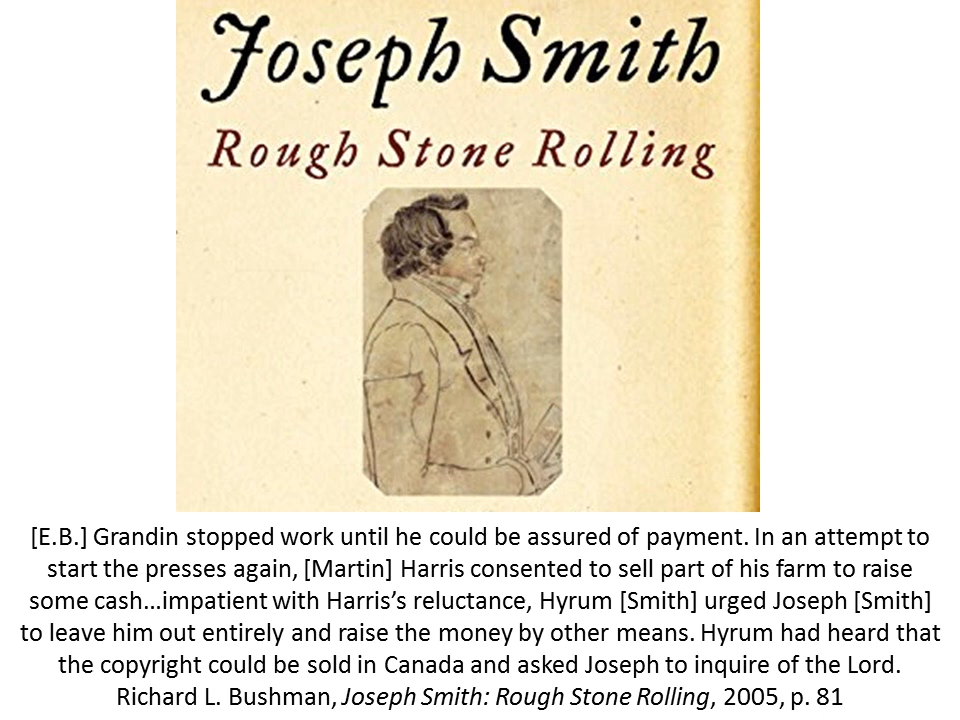 Joseph Smith
Rough Stone Rolling
[E.B.] Grandin stopped work until he could be assured of payment. In an attempt to
start the presses again, [Martin] Harris consented to sell part of his farm to raise
some cash…impatient with Harris’s reluctance, Hyrum [Smith] urged Joseph [Smith]
to leave him out entirely and raise the money by other means. Hyrum had heard that
the copyright could be sold in Canada and asked Joseph to inquire of the Lord.
Richard L. Bushman, Joseph Smith: Rough Stone Rolling, 2005, p. 81